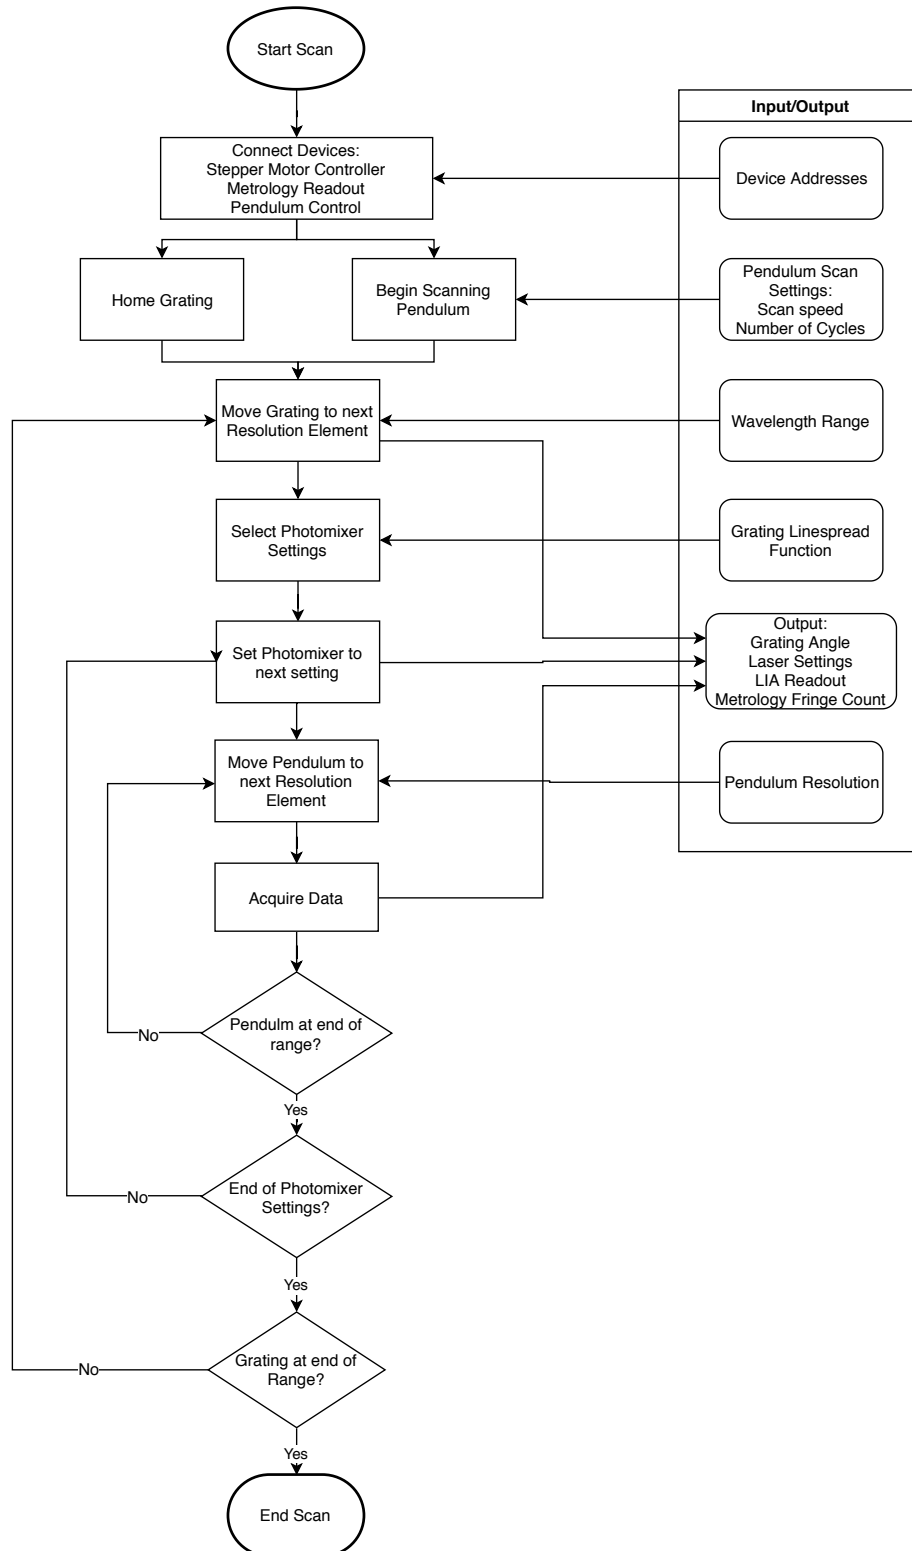 Start Scan
Input/Output
Connect Devices:
Stepper Motor Controller
Metrology Readout
Pendulum Control
Device Addresses
Home Grating
Begin Scanning
Pendulum
Pendulum Scan
Settings:
Scan speed
Number of Cycles
Move Grating to next
Resolution Element
Wavelength Range
Select Photomixer
Settings
Grating Linespread
Function
Set Photomixer to
next setting
Output:
Grating Angle
Laser Settings
LIA Readout
Metrology Fringe Count
Move Pendulum to
next Resolution
Element
Pendulum Resolution
Acquire Data
Pendulm at end of
range?
No
Yes
End of Photomixer
Settings?
No
Yes
Grating at end of
Range?
No
Yes
End Scan